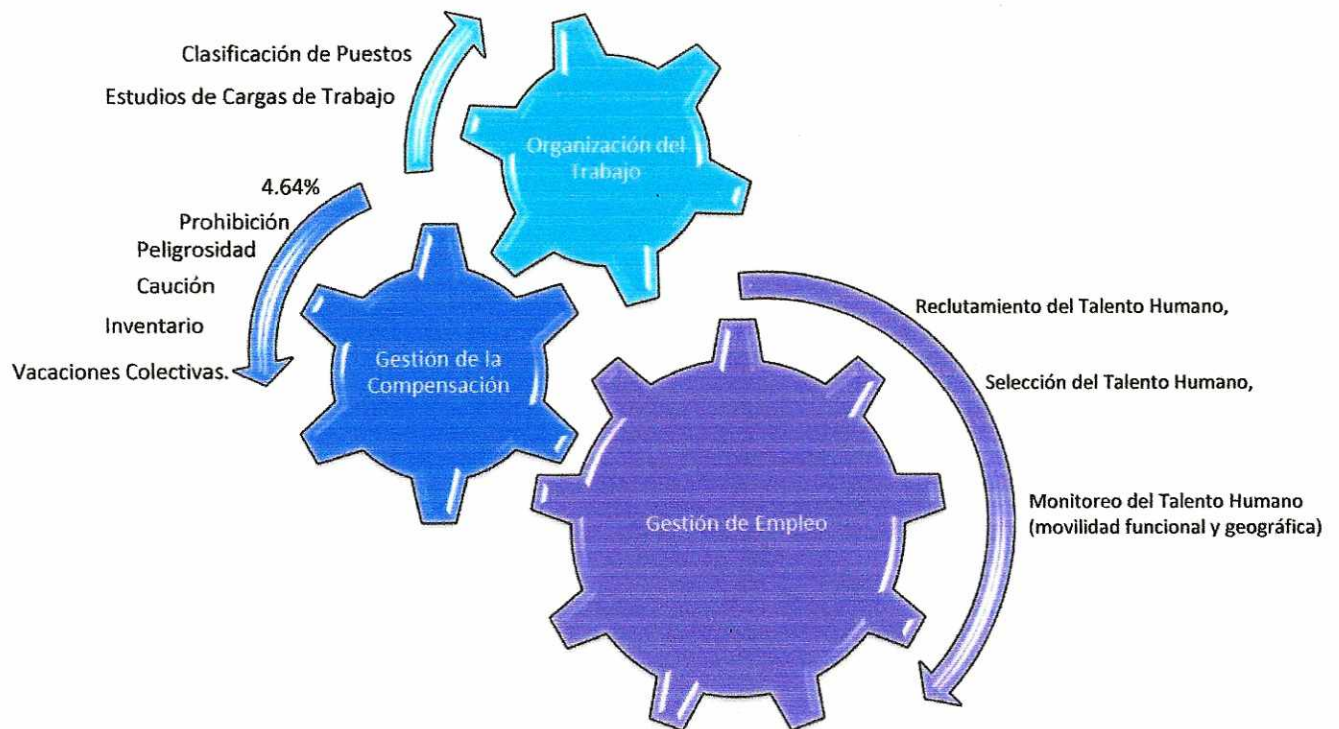 Clasificación de Puestos
Estudios de Cargas de Trabajo
Organización del
Trabajo
4.64%
Prohibición
Peligrosidad
Caución
Inventario
Vacaciones Colectivas.
Gestión de la
Compensación
Reclutamiento del Talento Humano,
Selección del Talento Humano,
Monitoreo del Talento Humano
(movilidad funcional y geográfica)
Gestión de Empleo